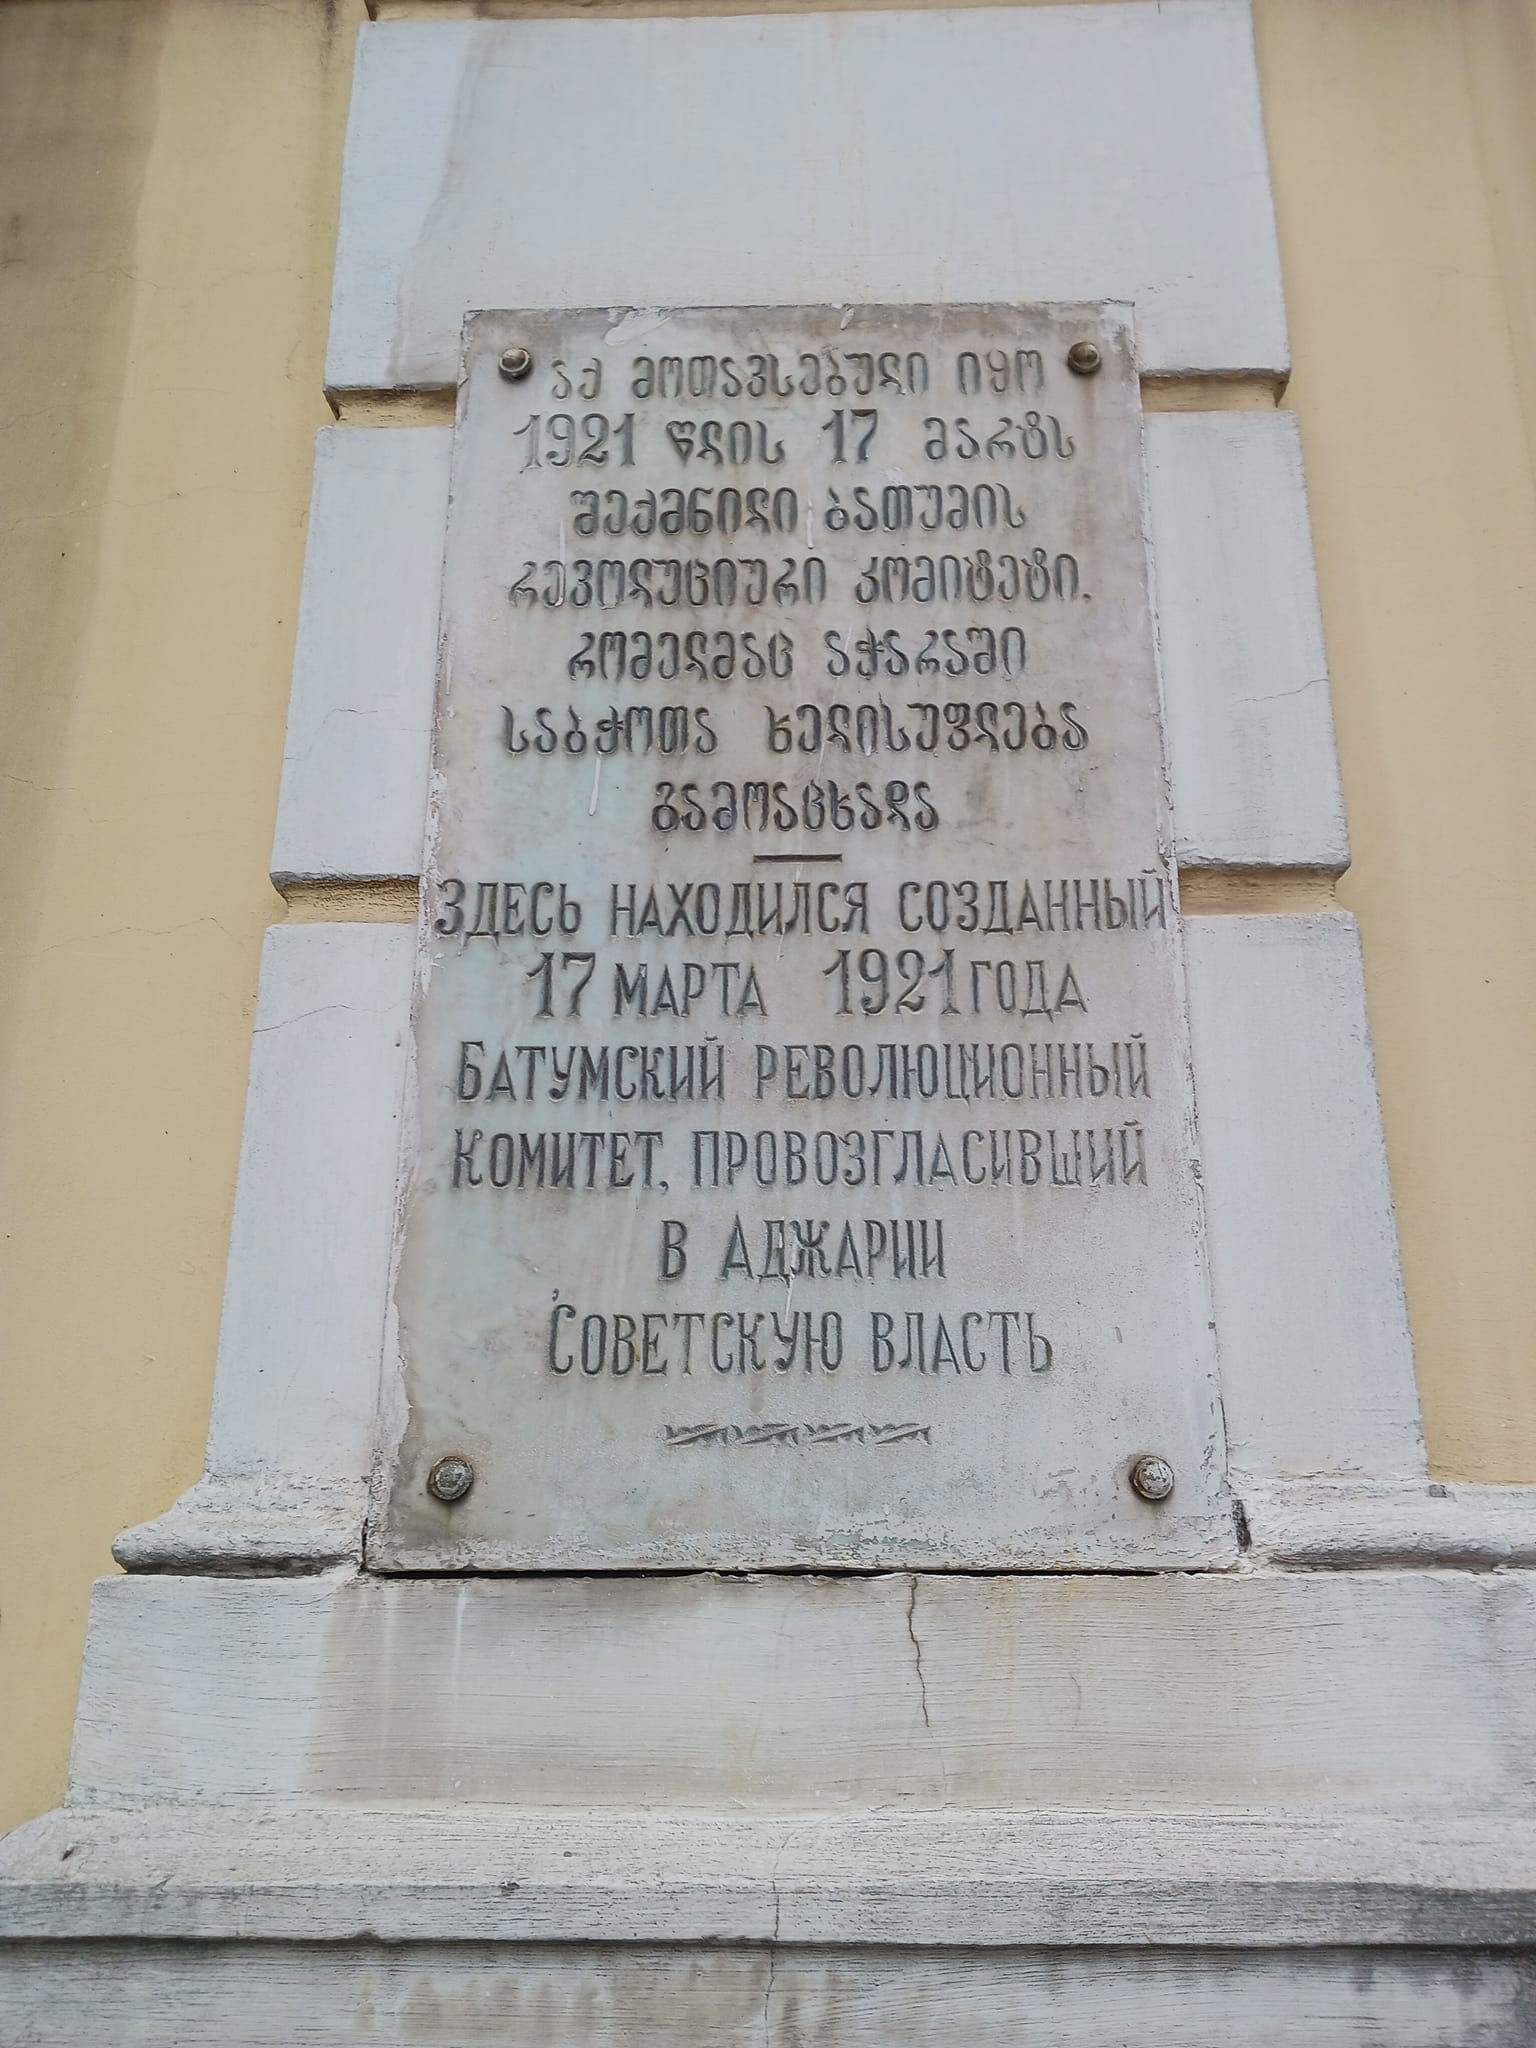 აქ მოთავსებული იყო
1921 წლის 17 მარტს
შექმნილი ბათუმის
რევოლუციური კომიტეტი.
რომელმაც აჭარაში
საბჭოთა ხელისუფლება
გამოაცხადა
ЗДЕСЬ НАХОДИЛСЯ СОЗДАННЫЙ
17 МАРТА 1921 ГОДА
БАТУМСКИЙ РЕВОЛЮЦИОННЫЙ
КОМИТЕТ, ПРОВОЗГЛАСИВШИЙ
В АДЖАРИИ
СОВЕТСКУЮ ВЛАСТЬ